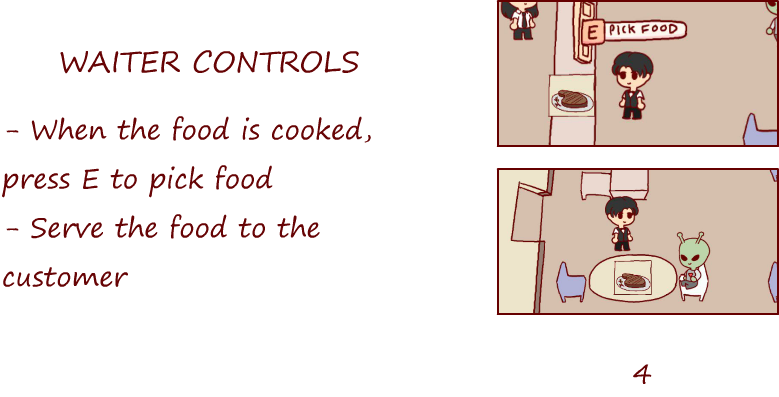 WAITER CONTROLS
- When the food is cooked,
press E to pick food
- Serve the food to the
customer
E PICK FOOD
4